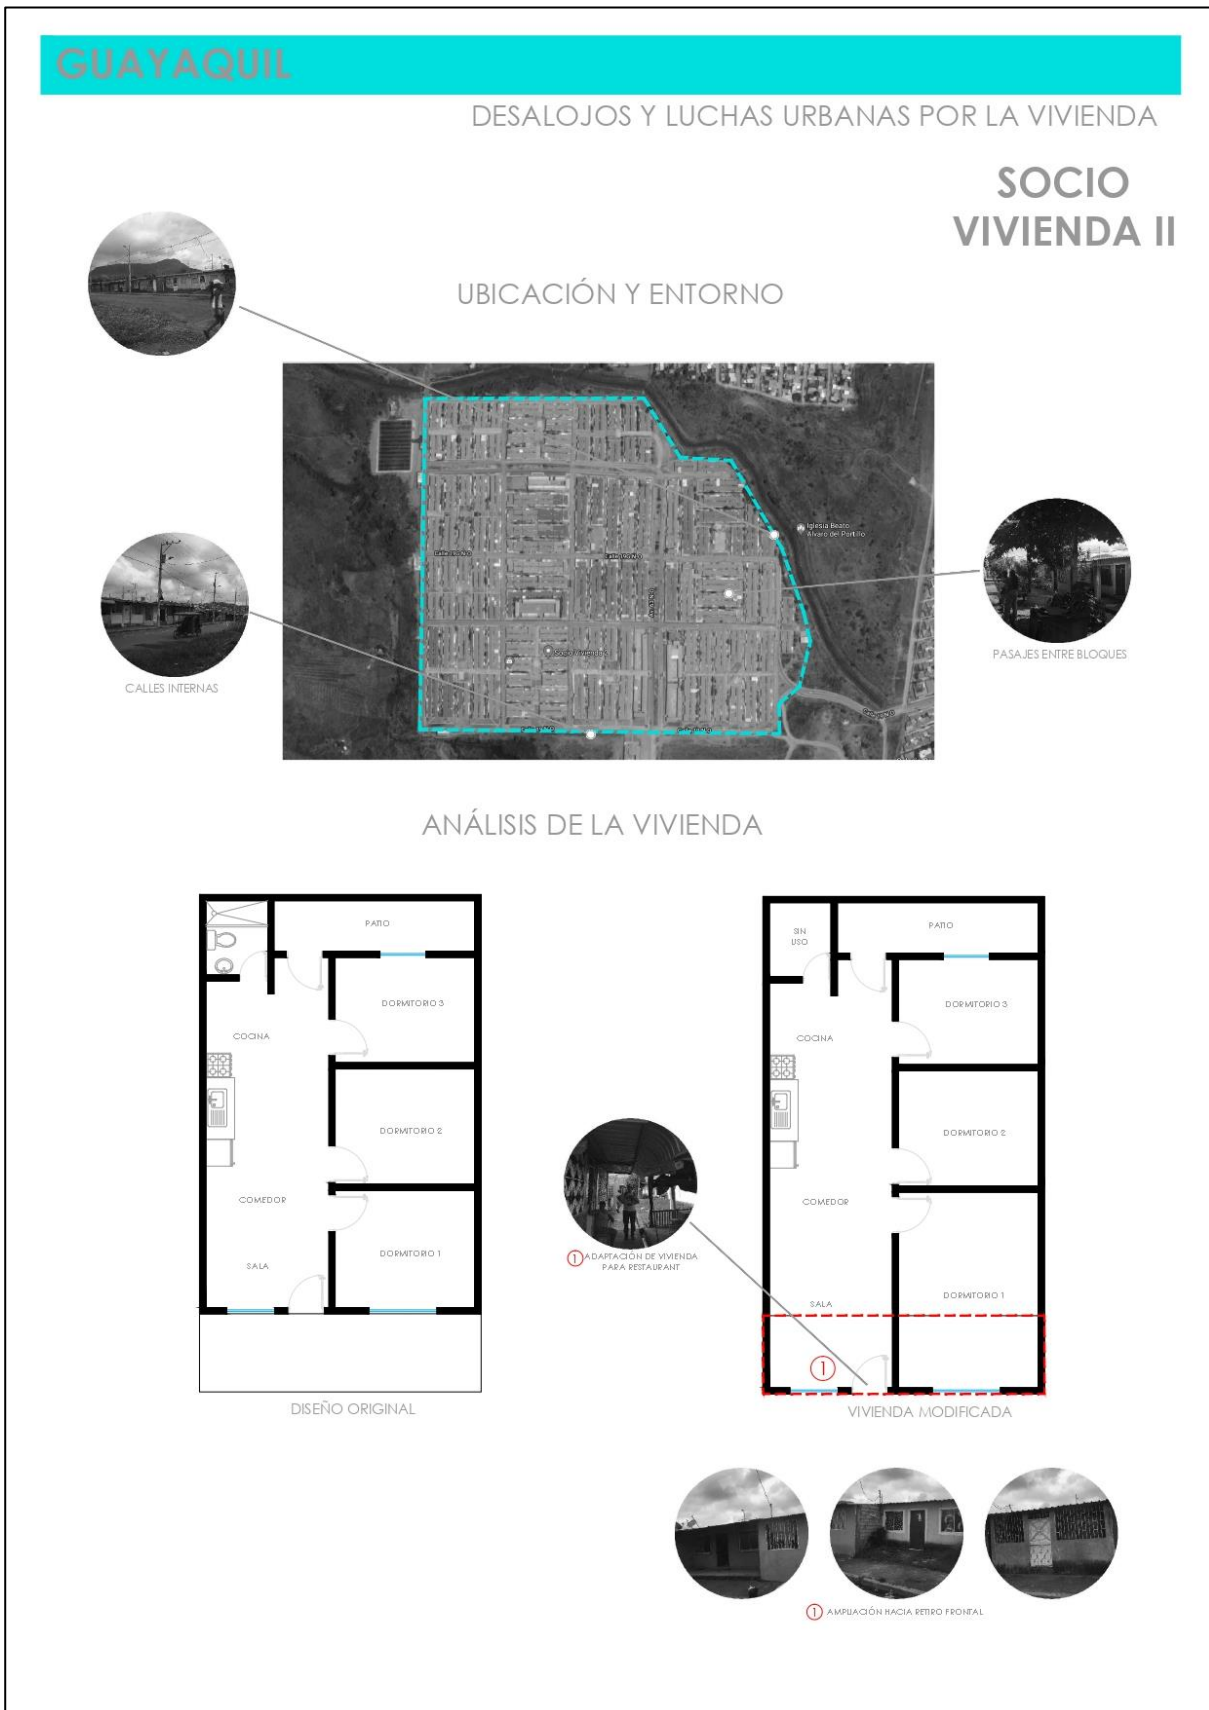 GUAYAQUIL
DESALOJOS Y LUCHAS URBANAS POR LA VIVIENDA
SOCIO
VIVIENDA II
UBICACIÓN Y ENTORNO
Iglesia Beato
Alvaro del Portillo
CALLES INTERNAS
PASAJES ENTRE BLOQUES
ANÁLISIS DE LA VIVIENDA
PATIO
DORMITORIO 3
COCINA
DORMITORIO 2
COMEDOR
DORMITORIO 1
SALA
DISEÑO ORIGINAL
SIN
USO
PATIO
DORMITORIO 3
COCINA
DORMITORIO 2
COMEDOR
DORMITORIO 1
SALA
1
VIVIENDA MODIFICADA
1 ADAPTACIÓN DE VIVIENDA
PARA RESTAURANT
1 AMPLIACIÓN HACIA RETIRO FRONTAL